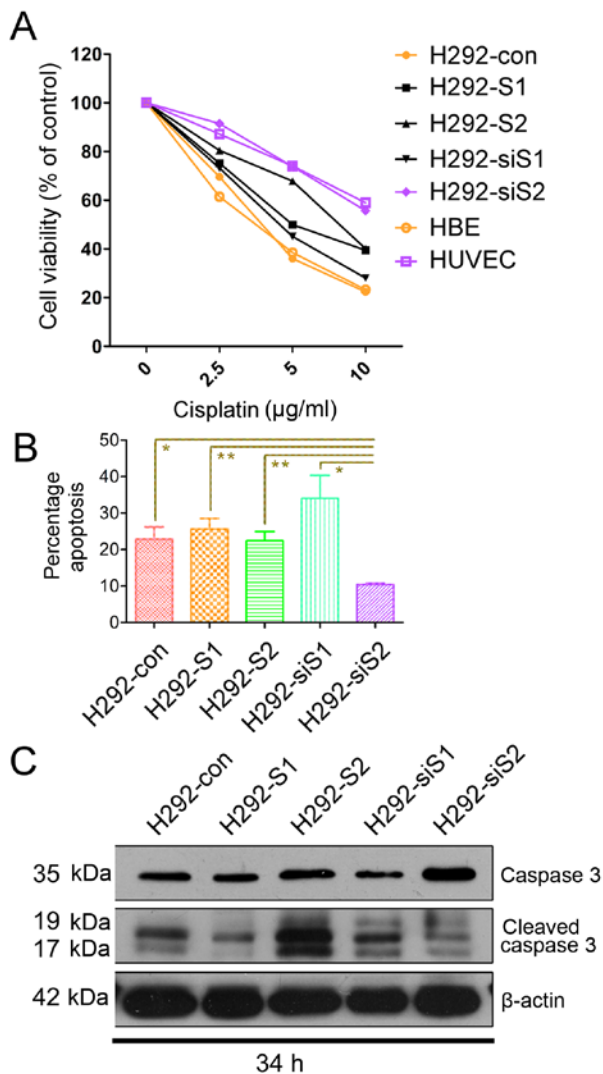 A
Cell viability (% of control)
120
100
80
60
40
20
0
0
2.5
5
10
Cisplatin (µg/ml)
H292-con
H292-S1
H292-S2
H292-siS1
H292-siS2
HBE
HUVEC
B
Percentage
apoptosis
50
40
30
20
10
0
*
**
**
*
H292-con
H292-S1
H292-S2
H292-siS1
H292-siS2
C
H292-con
H292-S1
H292-S2
H292-siS1
H292-siS2
35 kDa
Caspase 3
19 kDa
17 kDa
Cleaved
caspase 3
42 kDa
β-actin
34 h